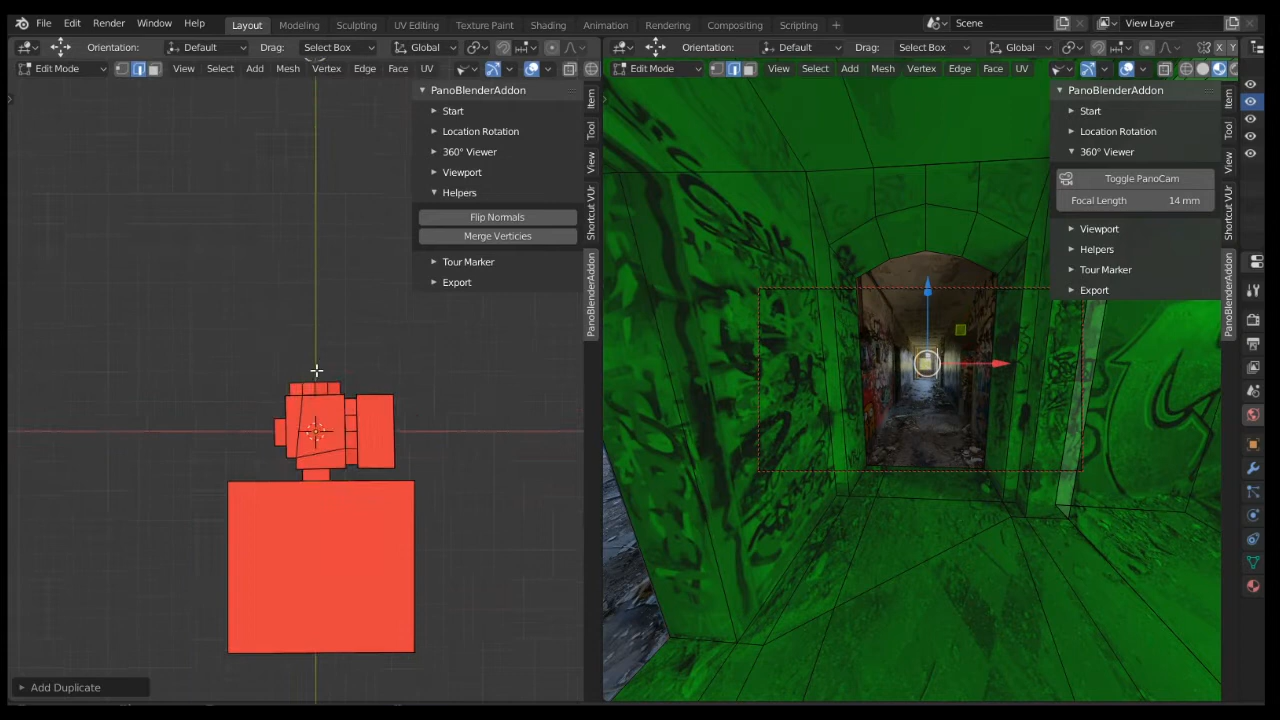 File Edit Render Window Help Layout Modeling Sculpting UV Editing Texture Paint Shading Animation Rendering Compositing Scripting + Scene View Layer
Orientation: Default Drag: Select Box Global
Edit Mode View Select Add Mesh Vertex Edge Face UV
PanoBlenderAddon
Start
Location Rotation
360° Viewer
Viewport
Helpers
Flip Normals
Merge Verticies
Tour Marker
Export
Item
Tool
View
Shortcut VUr
PanoBlenderAddon
Add Duplicate
Orientation: Default Drag: Select Box Global X Y
Edit Mode View Select Add Mesh Vertex Edge Face UV
PanoBlenderAddon
Start
Location Rotation
360° Viewer
Toggle PanoCam
Focal Length 14 mm
Viewport
Helpers
Tour Marker
Export
Item
Tool
View
Shortcut VUr
PanoBlenderAddon